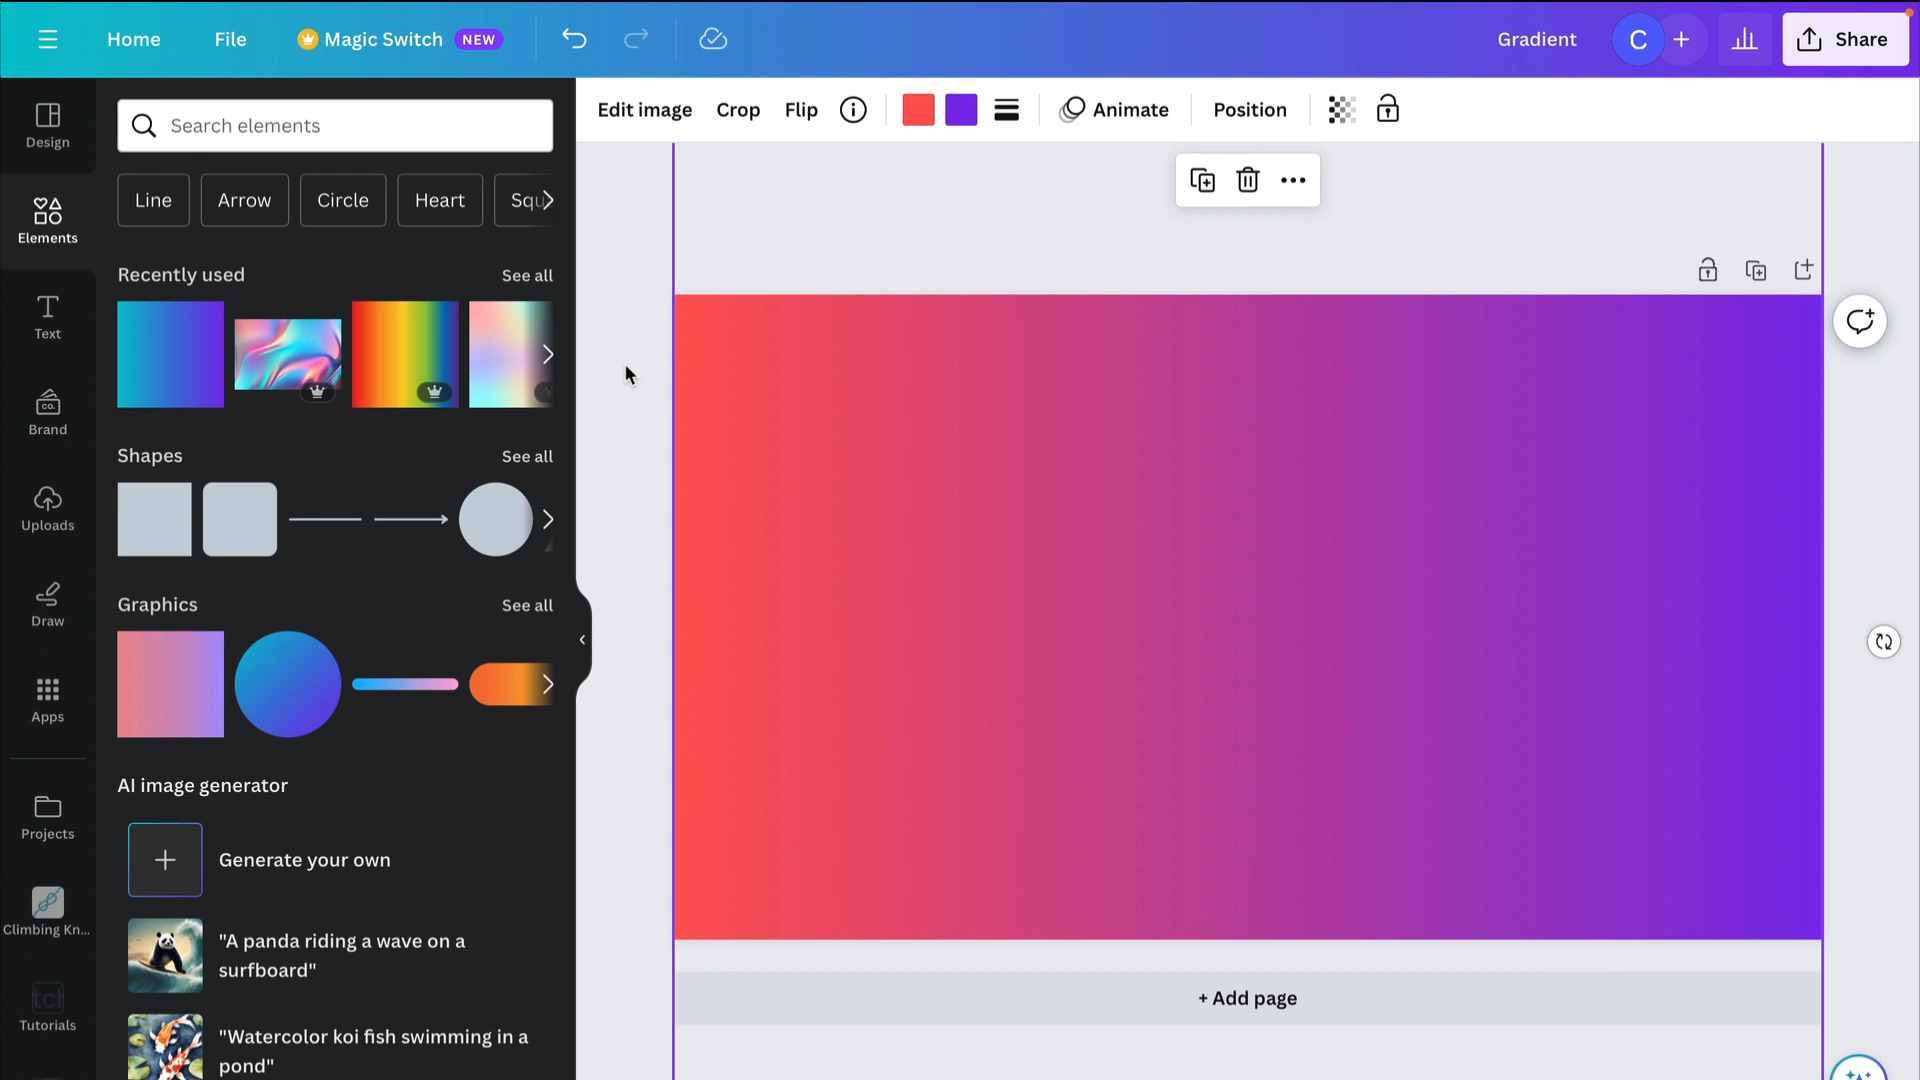 Home File Magic Switch NEW Gradient C + Share
Edit image Crop Flip Animate Position
Design
Elements
Text
Brand
CO.
Uploads
Draw
Apps
Projects
Climbing Kn...
Tutorials
Search elements
Line Arrow Circle Heart Squ
Recently used See all
Shapes See all
Graphics See all
AI image generator
Generate your own
"A panda riding a wave on a
surfboard"
"Watercolor koi fish swimming in a
pond"
+ Add page